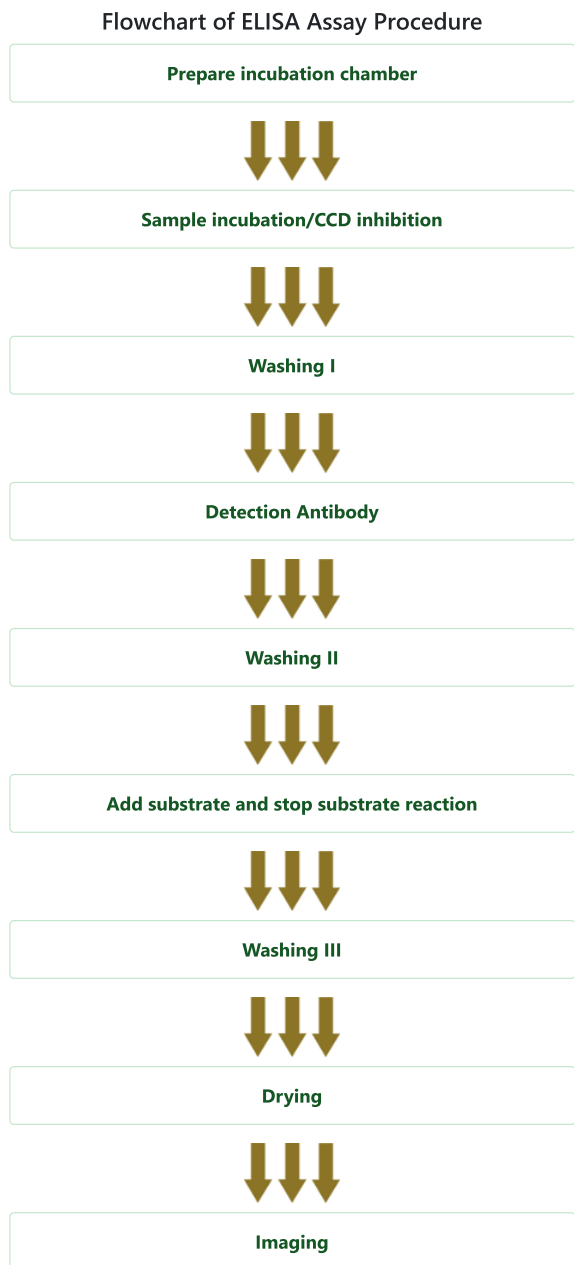 Flowchart of ELISA Assay Procedure
Prepare incubation chamber
Sample incubation/CCD inhibition
Washing I
Detection Antibody
Washing II
Add substrate and stop substrate reaction
Washing III
Drying
Imaging